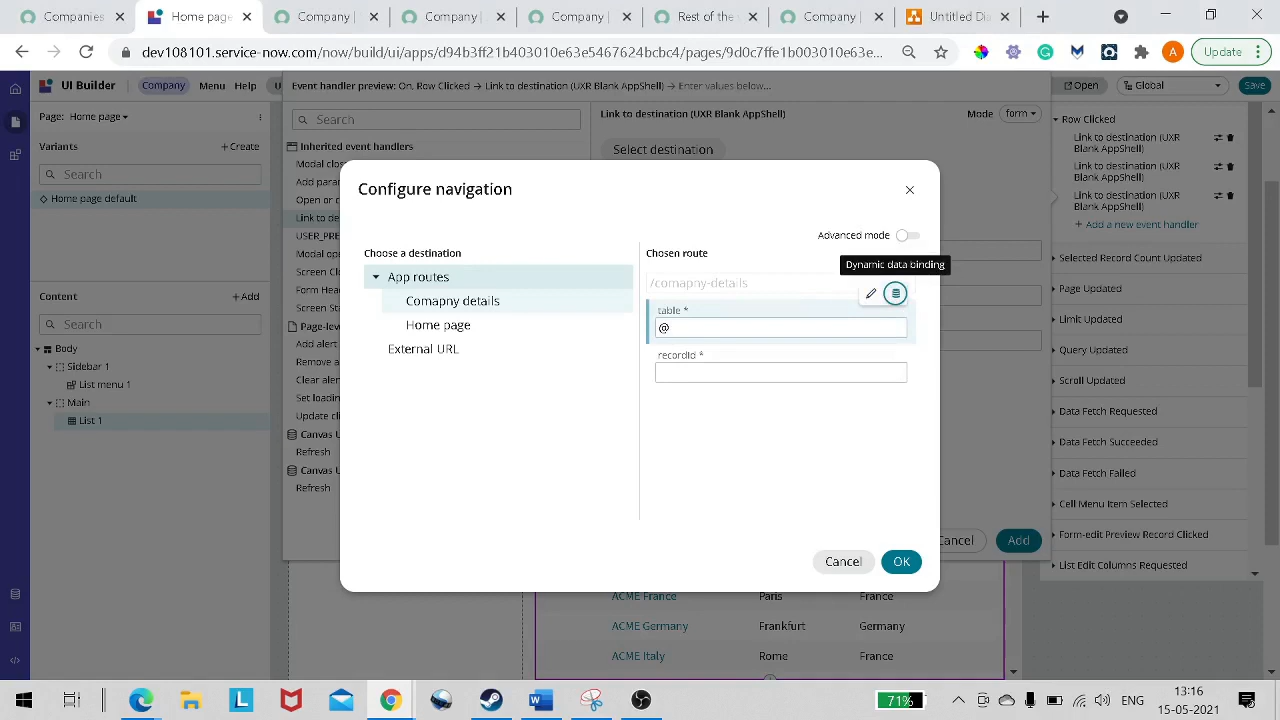 Companies
Home page
Companies
Company
Company
Rest of the
Company
Untitled Dia
dev108101.service-now.com/now/build/ui/apps/d94b3ff21b403010e63e5467624bcbc4/pages/9d0c7ffe1b003010e63e...
A
Update
UI Builder
Company
Menu
Help
Event handler preview: On, Row Clicked → Link to destination (UXR Blank AppShell) → Enter values below...
Open
Global
Save
Page: Home page
Variants
+ Create
Search
Home page default
Content
+ Add
Search
Body
Sidebar 1
List menu 1
Main
List 1
Search
Inherited event handlers
Modal clos
Add parar
Open or r
Link to de
USER_PRE
Modal op
Screen Cl
Form Hea
Screen St
Page-leve
Add alert
Remove a
Clear aler
Set loadin
Update cli
Canvas U
Refresh
Canvas U
Refresh
Link to destination (UXR Blank AppShell)
Mode
form
Select destination
Configure navigation
Advanced mode
Choose a destination
App routes
Comapny details
Home page
External URL
Chosen route
Dynamic data binding
/comapny-details
table *
@
recordId *
Cancel
OK
Cancel
Add
ACME France
Paris
France
ACME Germany
Frankfurt
Germany
ACME Italy
Rome
France
Row Clicked
Link to destination (UXR
Blank AppShell)
Link to destination (UXR
Blank AppShell)
Link to destination (UXR
Blank AppShell)
+ Add a new event handler
Selected Record Count Updated
Page Updated
Limit Updated
Query Updated
Scroll Updated
Data Fetch Requested
Data Fetch Succeeded
Data Fetch Failed
Cell Menu Item Selected
Form-edit Preview Record Clicked
List Edit Columns Requested
71%
ENG
13:16
15-05-2021